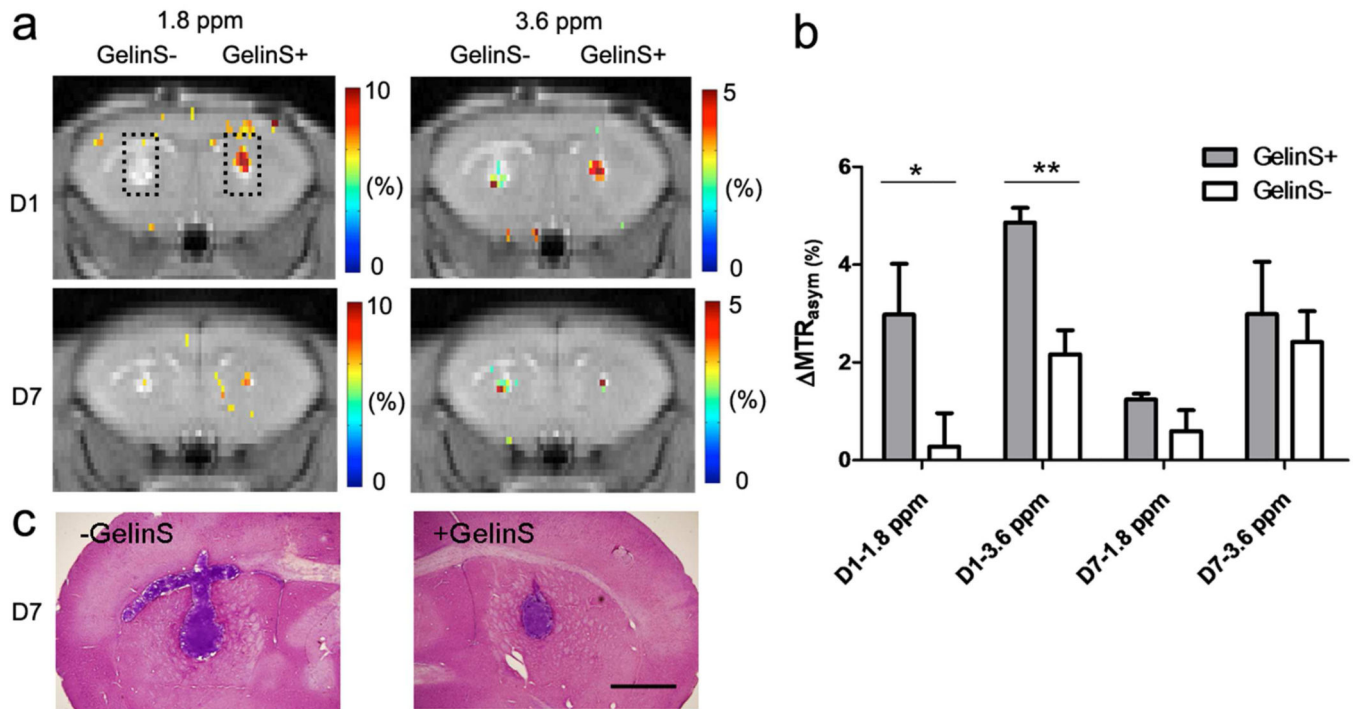 a
1.8 ppm
3.6 ppm
GelinS- GelinS+
GelinS- GelinS+
D1
10
(%)
0
5
(%)
0
D7
10
(%)
0
5
(%)
0
c
-GelinS
+GelinS
D7
b
GelinS+
GelinS-
ΔMTRasym (%)
6
4
2
0
*
**
D1-1.8 ppm
D1-3.6 ppm
D7-1.8 ppm
D7-3.6 ppm